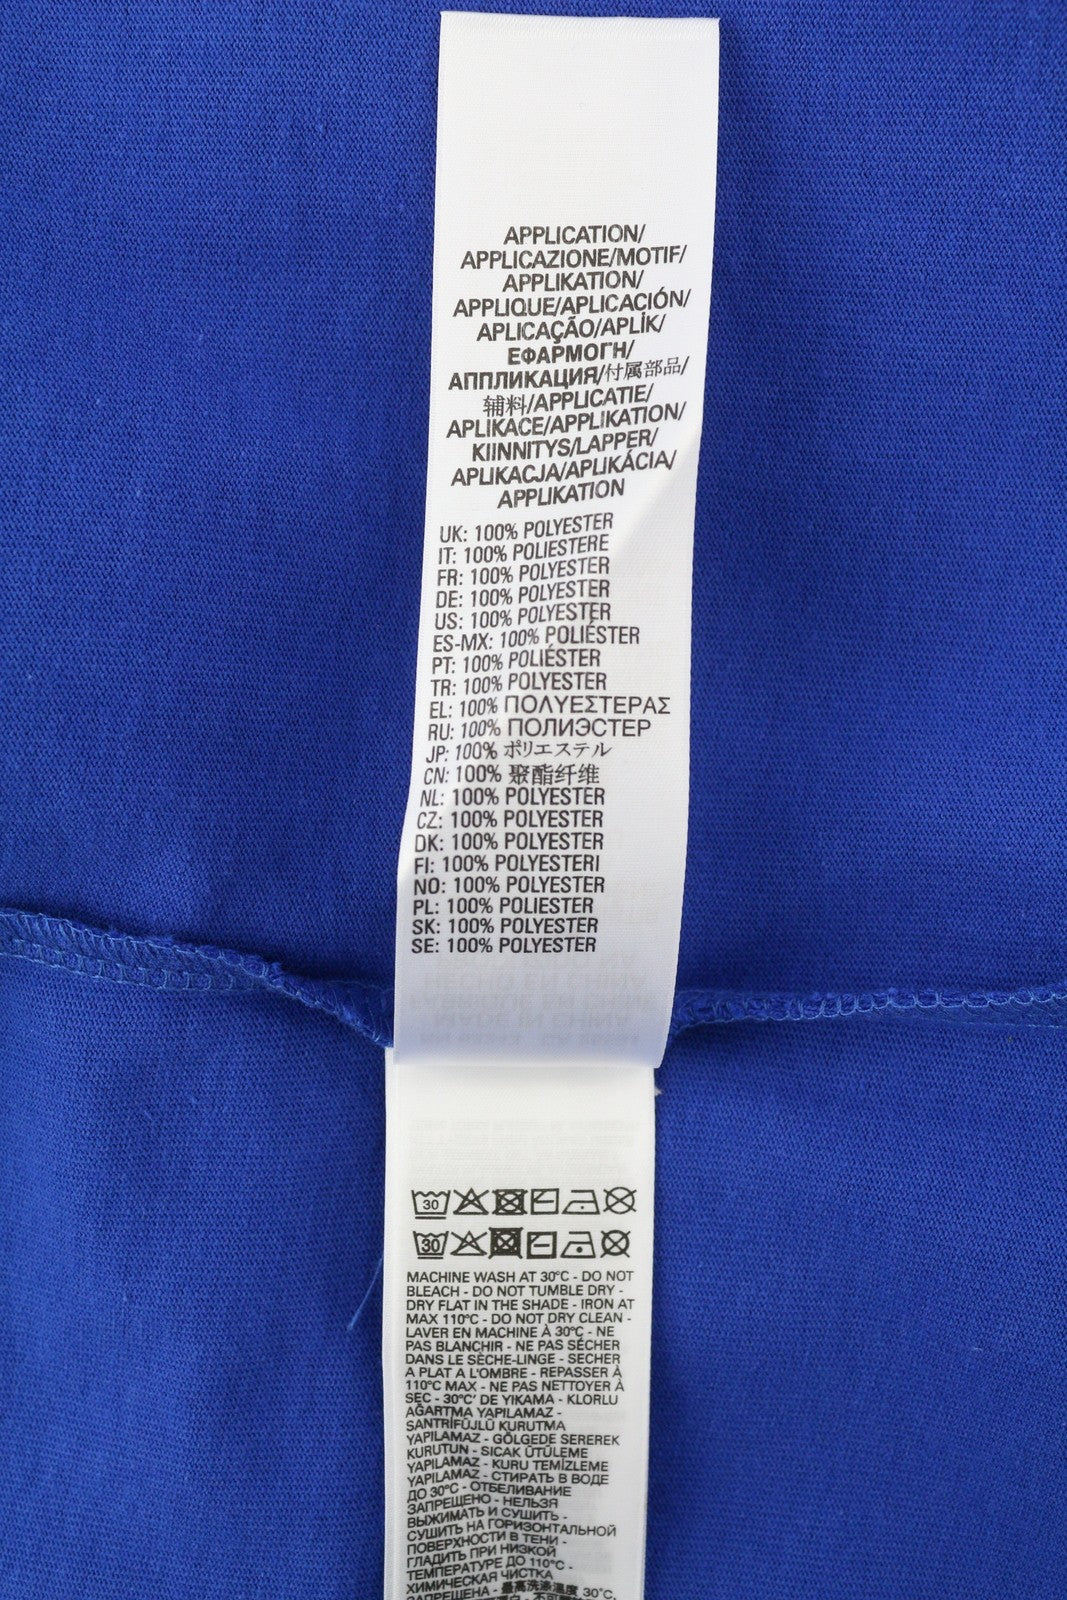 APPLICATION/
APPLICAZIONE/MOTIF/
APPLIKATION/
APPLIQUE/APLICACIÓN/
APLICAÇÃO/APLİK/
ΕΦΑΡΜΟΓΗ/
АППЛИКАЦИЯ/付属部品/
辅料/APPLICATIE/
APLIKACE/APPLIKATION/
KIINNITYS/LAPPER/
APLIKACJA/APLIKÁCIA/
APPLIKATION
UK: 100% POLYESTER
IT: 100% POLIESTERE
FR: 100% POLYESTER
DE: 100% POLYESTER
US: 100% POLYESTER
ES-MX: 100% POLIÉSTER
PT: 100% POLIÉSTER
TR: 100% POLYESTER
EL: 100% ΠΟΛΥΕΣΤΕΡΑΣ
RU: 100% ПОЛИЭСТЕР
JP: 100% ポリエステル
CN: 100% 聚酯纤维
NL: 100% POLYESTER
CZ: 100% POLYESTER
DK: 100% POLYESTER
FI: 100% POLYESTERI
NO: 100% POLYESTER
PL: 100% POLIESTER
SK: 100% POLYESTER
SE: 100% POLYESTER
30
30
MACHINE WASH AT 30°C - DO NOT
BLEACH - DO NOT TUMBLE DRY -
DRY FLAT IN THE SHADE - IRON AT
MAX 110°C - DO NOT DRY CLEAN -
LAVER EN MACHINE À 30°C - NE
PAS BLANCHIR - NE PAS SÉCHER
DANS LE SÈCHE-LINGE - SECHER
A PLAT A L'OMBRE - REPASSER À
110°C MAX - NE PAS NETTOYER À
SEC - 30°C' DE YIKAMA - KLORLU
AĞARTMA YAPILAMAZ -
SANTRİFÜJLÜ KURUTMA
YAPILAMAZ - GÖLGEDE SEREREK
KURUTUN - SICAK ÜTÜLEME
YAPILAMAZ - KURU TEMİZLEME
YAPILAMAZ - СТИРАТЬ В ВОДЕ
ДО 30°C - ОТБЕЛИВАНИЕ
ЗАПРЕЩЕНО - НЕЛЬЗЯ
ВЫЖИМАТЬ И СУШИТЬ -
СУШИТЬ НА ГОРИЗОНТАЛЬНОЙ
ПОВЕРХНОСТИ В ТЕНИ -
ГЛАДИТЬ ПРИ НИЗКОЙ
ТЕМПЕРАТУРЕ ДО 110°C -
ХИМИЧЕСКАЯ ЧИСТКА
ЗАПРЕЩЕНА - 最高洗涤温度 30°C,